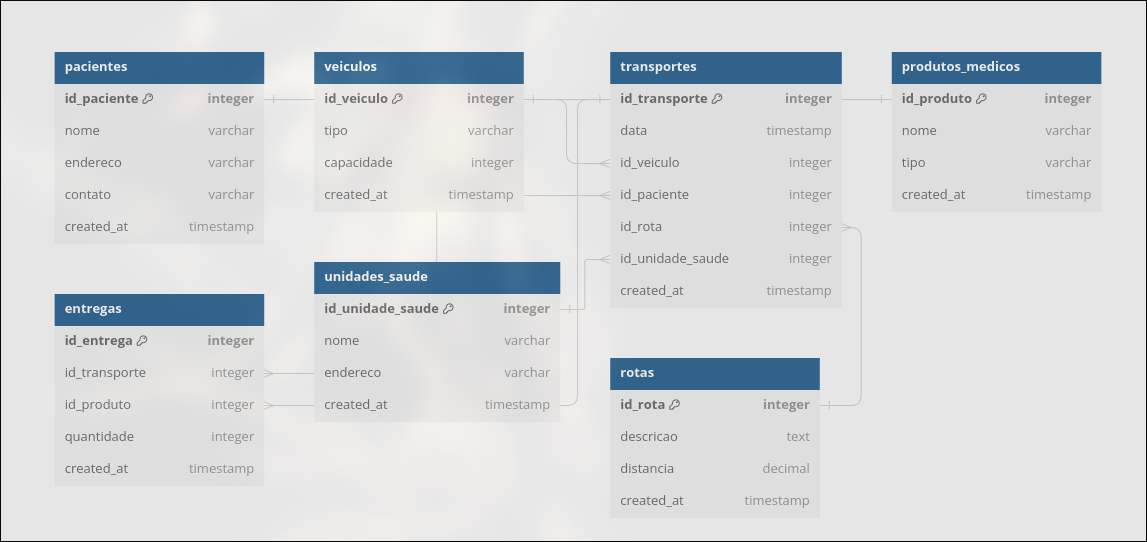 pacientes
id_paciente integer
nome varchar
endereco varchar
contato varchar
created_at timestamp
veiculos
id_veiculo integer
tipo varchar
capacidade integer
created_at timestamp
transportes
id_transporte integer
data timestamp
id_veiculo integer
id_paciente integer
id_rota integer
id_unidade_saude integer
created_at timestamp
produtos_medicos
id_produto integer
nome varchar
tipo varchar
created_at timestamp
entregas
id_entrega integer
id_transporte integer
id_produto integer
quantidade integer
created_at timestamp
unidades_saude
id_unidade_saude integer
nome varchar
endereco varchar
created_at timestamp
rotas
id_rota integer
descricao text
distancia decimal
created_at timestamp